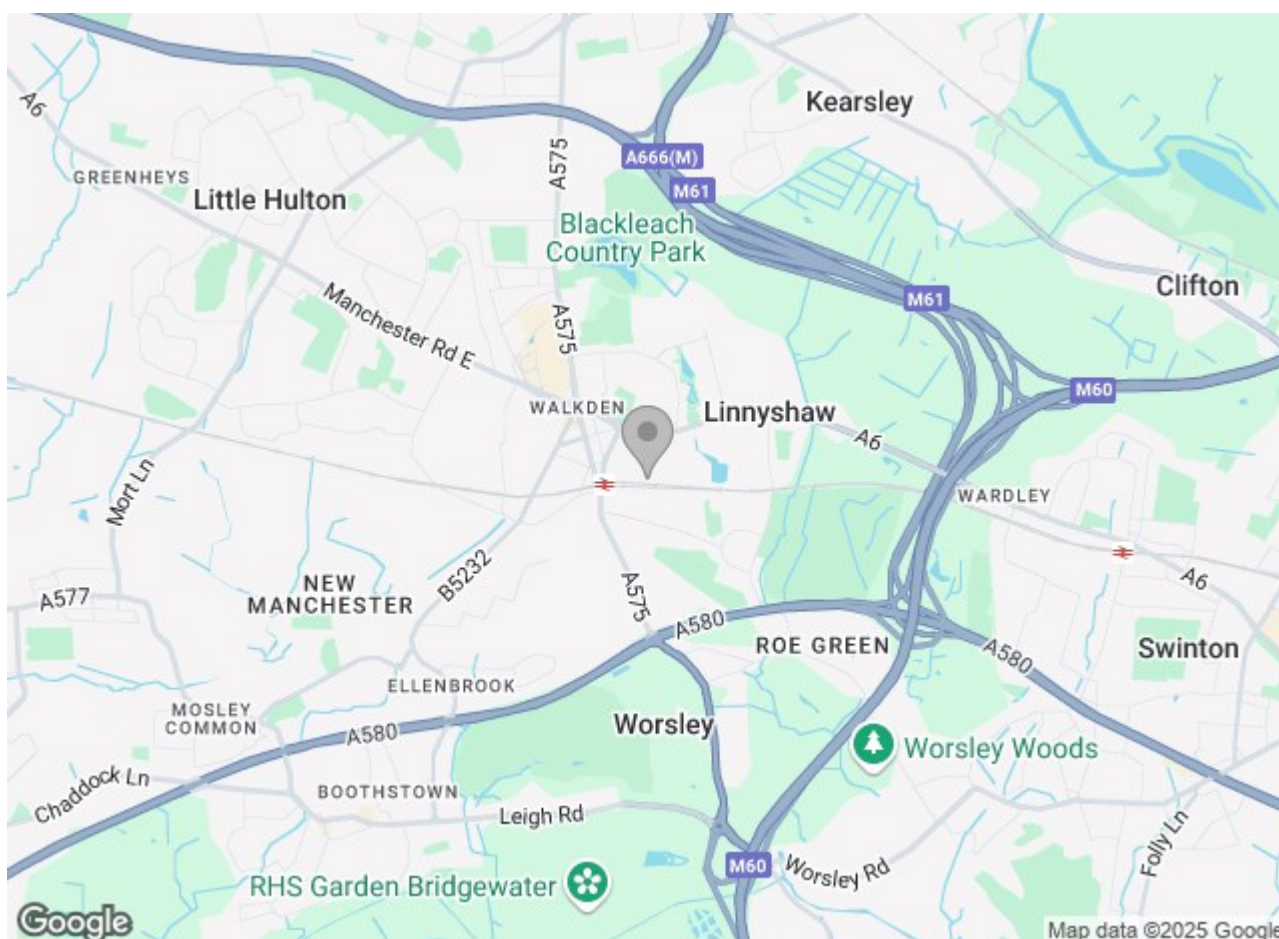 Kearsley
A6
A575
A666(M)
M61
GREENHEYS
Little Hulton
Blackleach
Country Park
Clifton
M61
Manchester Rd E
A575
M60
WALKDEN
Linnyshaw
A6
Mort Ln
WARDLEY
B5232
NEW
MANCHESTER
A577
A575
A6
A580
ROE GREEN
A580
Swinton
ELLENBROOK
MOSLEY
COMMON
Worsley
A580
Worsley Woods
Chaddock Ln
BOOTHSTOWN
Leigh Rd
Folly Ln
M60
Worsley Rd
RHS Garden Bridgewater
Google
Map data ©2025 Google